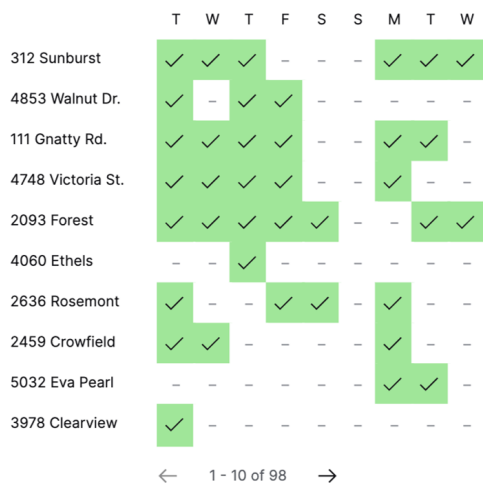 T W T F S S M T W
312 Sunburst ✓ ✓ ✓ – – – ✓ ✓ ✓
4853 Walnut Dr. ✓ – ✓ ✓ – – – – –
111 Gnatty Rd. ✓ ✓ ✓ ✓ – – ✓ ✓ –
4748 Victoria St. ✓ ✓ ✓ ✓ – – ✓ – –
2093 Forest ✓ ✓ ✓ ✓ ✓ – – ✓ ✓
4060 Ethels – – ✓ – – – – – –
2636 Rosemont ✓ – – ✓ ✓ – ✓ – –
2459 Crowfield ✓ ✓ – – – – ✓ – –
5032 Eva Pearl – – – – – – ✓ ✓ –
3978 Clearview ✓ – – – – – – – –
← 1 - 10 of 98 →